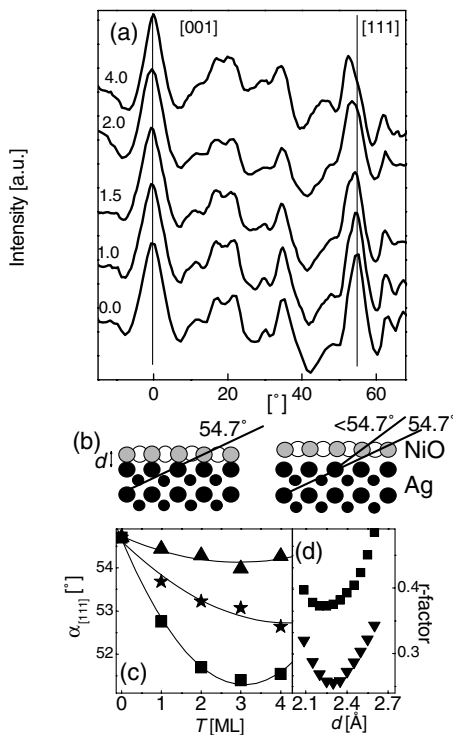 (a)
[001]
[111]
4.0
2.0
1.5
1.0
0.0
Intensity [a.u.]
0 20 40 60
[°]
(b)
54.7°
<54.7°
54.7°
d
NiO
Ag
(c)
54
53
52
51
α[111] [°]
0 1 2 3 4
T [ML]
(d)
0.4
0.3
r-factor
2.1 2.4 2.7
d [Å]